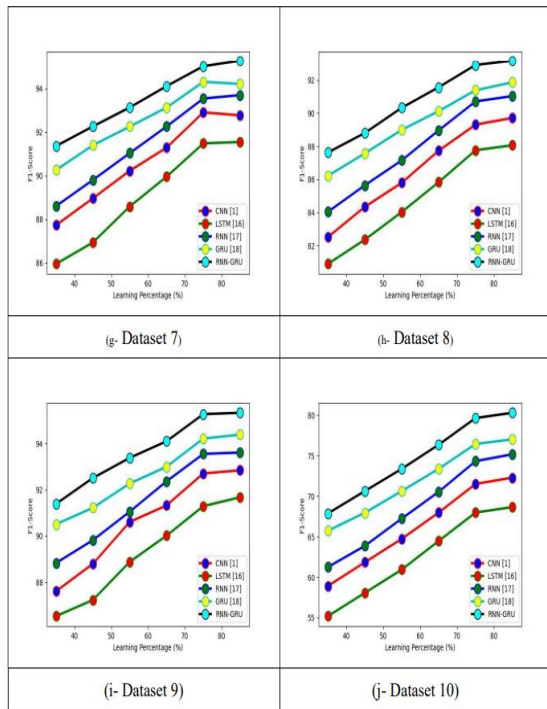 94
92
90
88
86
F1-Score
40
50
60
70
80
Learning Percentage (%)
CNN [1]
LSTM [16]
RNN [17]
GRU [18]
RNN-GRU
(g- Dataset 7)
92
90
88
86
84
82
F1-Score
40
50
60
70
80
Learning Percentage (%)
CNN [1]
LSTM [16]
RNN [17]
GRU [18]
RNN-GRU
(h- Dataset 8)
94
92
90
88
F1-Score
40
50
60
70
80
Learning Percentage (%)
CNN [1]
LSTM [16]
RNN [17]
GRU [18]
RNN-GRU
(i- Dataset 9)
80
75
70
65
60
55
F1-Score
40
50
60
70
80
Learning Percentage (%)
CNN [1]
LSTM [16]
RNN [17]
GRU [18]
RNN-GRU
(j- Dataset 10)